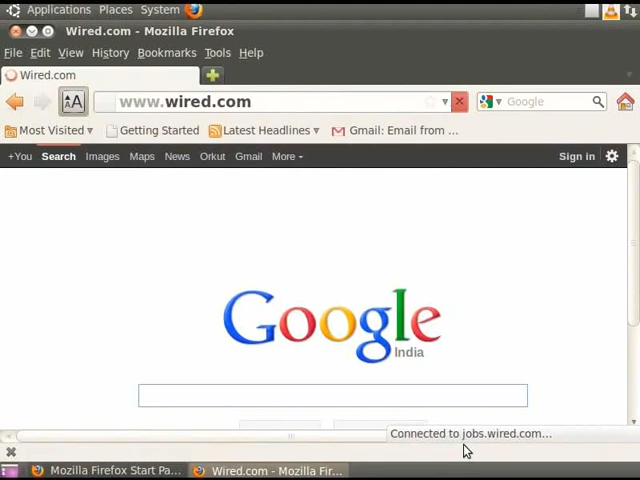 Applications Places System
Wired.com - Mozilla Firefox
File Edit View History Bookmarks Tools Help
Wired.com
AA www.wired.com Google
Most Visited Getting Started Latest Headlines Gmail: Email from ...
+You Search Images Maps News Orkut Gmail More Sign in
Google
India
Connected to jobs.wired.com...
Mozilla Firefox Start Pa... Wired.com - Mozilla Fir...